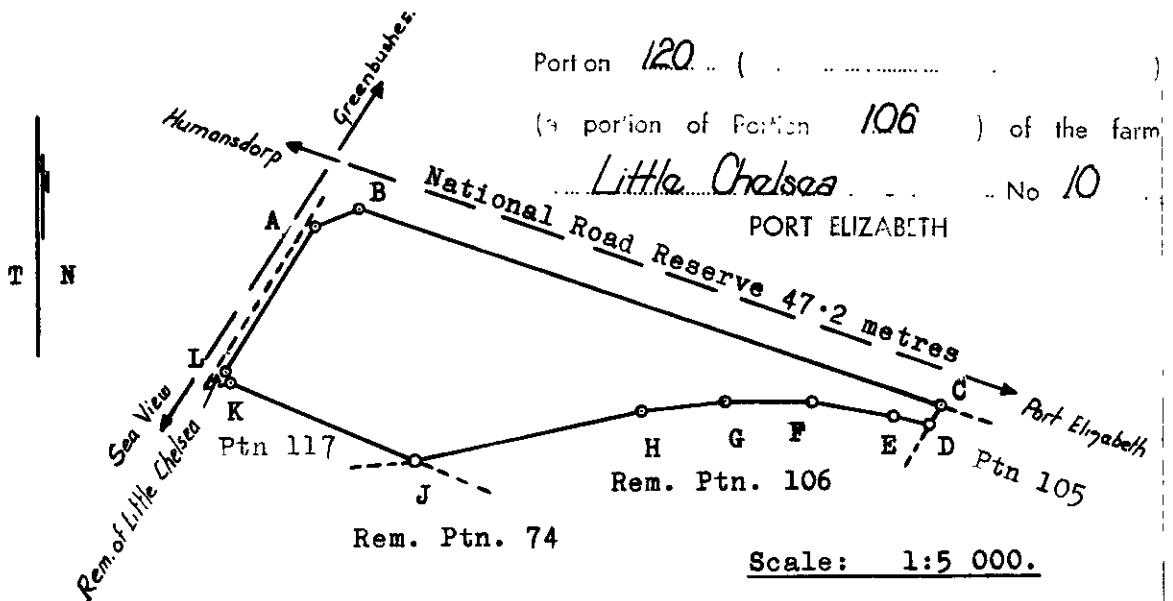 Port on 120 ( )
(a portion of Portion 106 ) of the farm
Little Chelsea No 10
PORT ELIZABETH
Greenbushes.
Humansdorp
National Road Reserve 47·2 metres
Port Elizabeth
A
B
T N
L
K
C
D
E
F
G
H
J
Sea View
Rem. of Little Chelsea
Ptn 117
Ptn 105
Rem. Ptn. 106
Rem. Ptn. 74
Scale: 1:5 000.